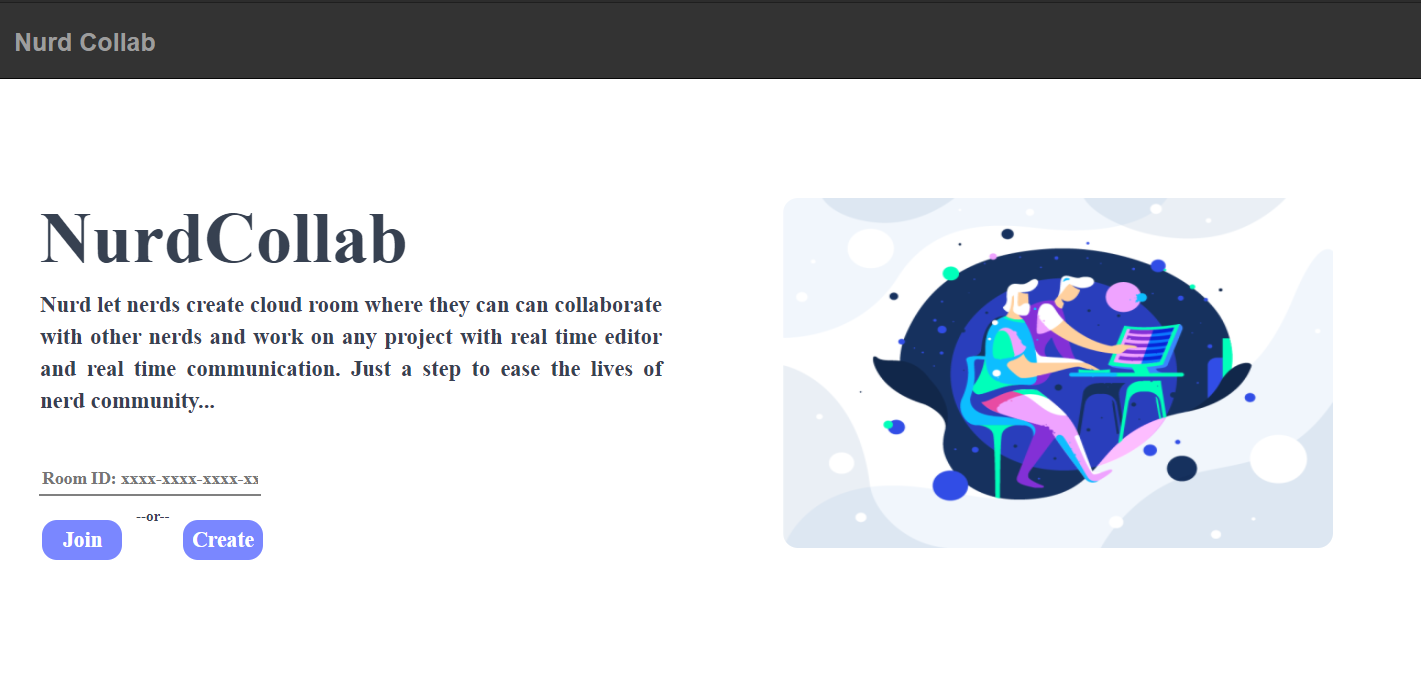 Nurd Collab
NurdCollab
Nurd let nerds create cloud room where they can can collaborate
with other nerds and work on any project with real time editor
and real time communication. Just a step to ease the lives of
nerd community...
Room ID: xxxx-xxxx-xxxx-xx
--or--
Join
Create